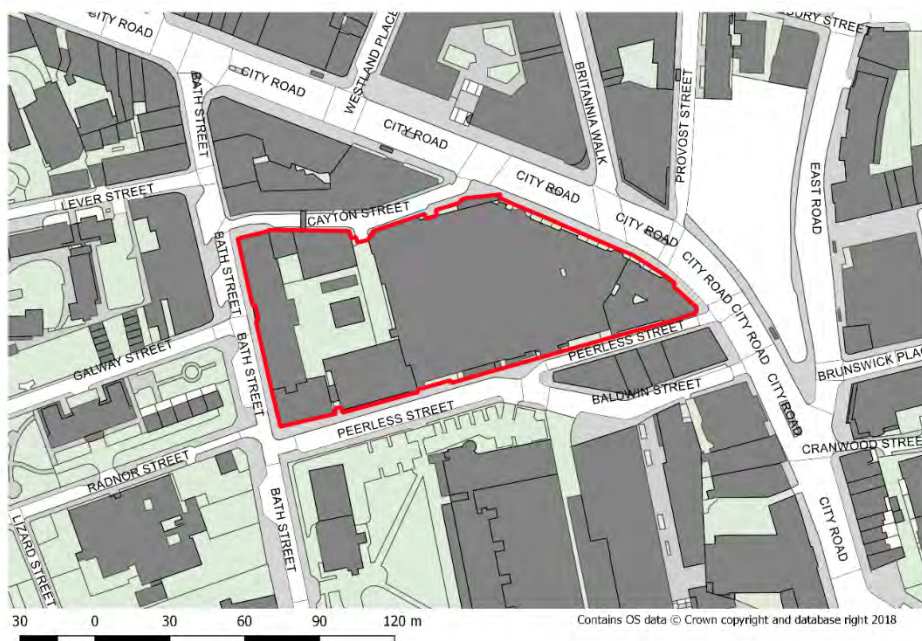 CITY ROAD
BURY STREET
WESTLAND PLACE
BATH STREET
CITY ROAD
BRITANNIA WALK
PROVOST STREET
CITY ROAD
LEVER STREET
CITY ROAD
EAST ROAD
CAYTON STREET
CITY ROAD
BATH STREET
CITY ROAD
CITY ROAD
PEERLESS STREET
GALWAY STREET
BATH STREET
BRUNSWICK PLA
BALDWIN STREET
CITY ROAD
PEERLESS STREET
CRANWOOD STREE
RADNOR STREET
BATH STREET
CITY ROAD
LIZARD STREET
30 0 30 60 90 120 m
Contains OS data © Crown copyright and database right 2018